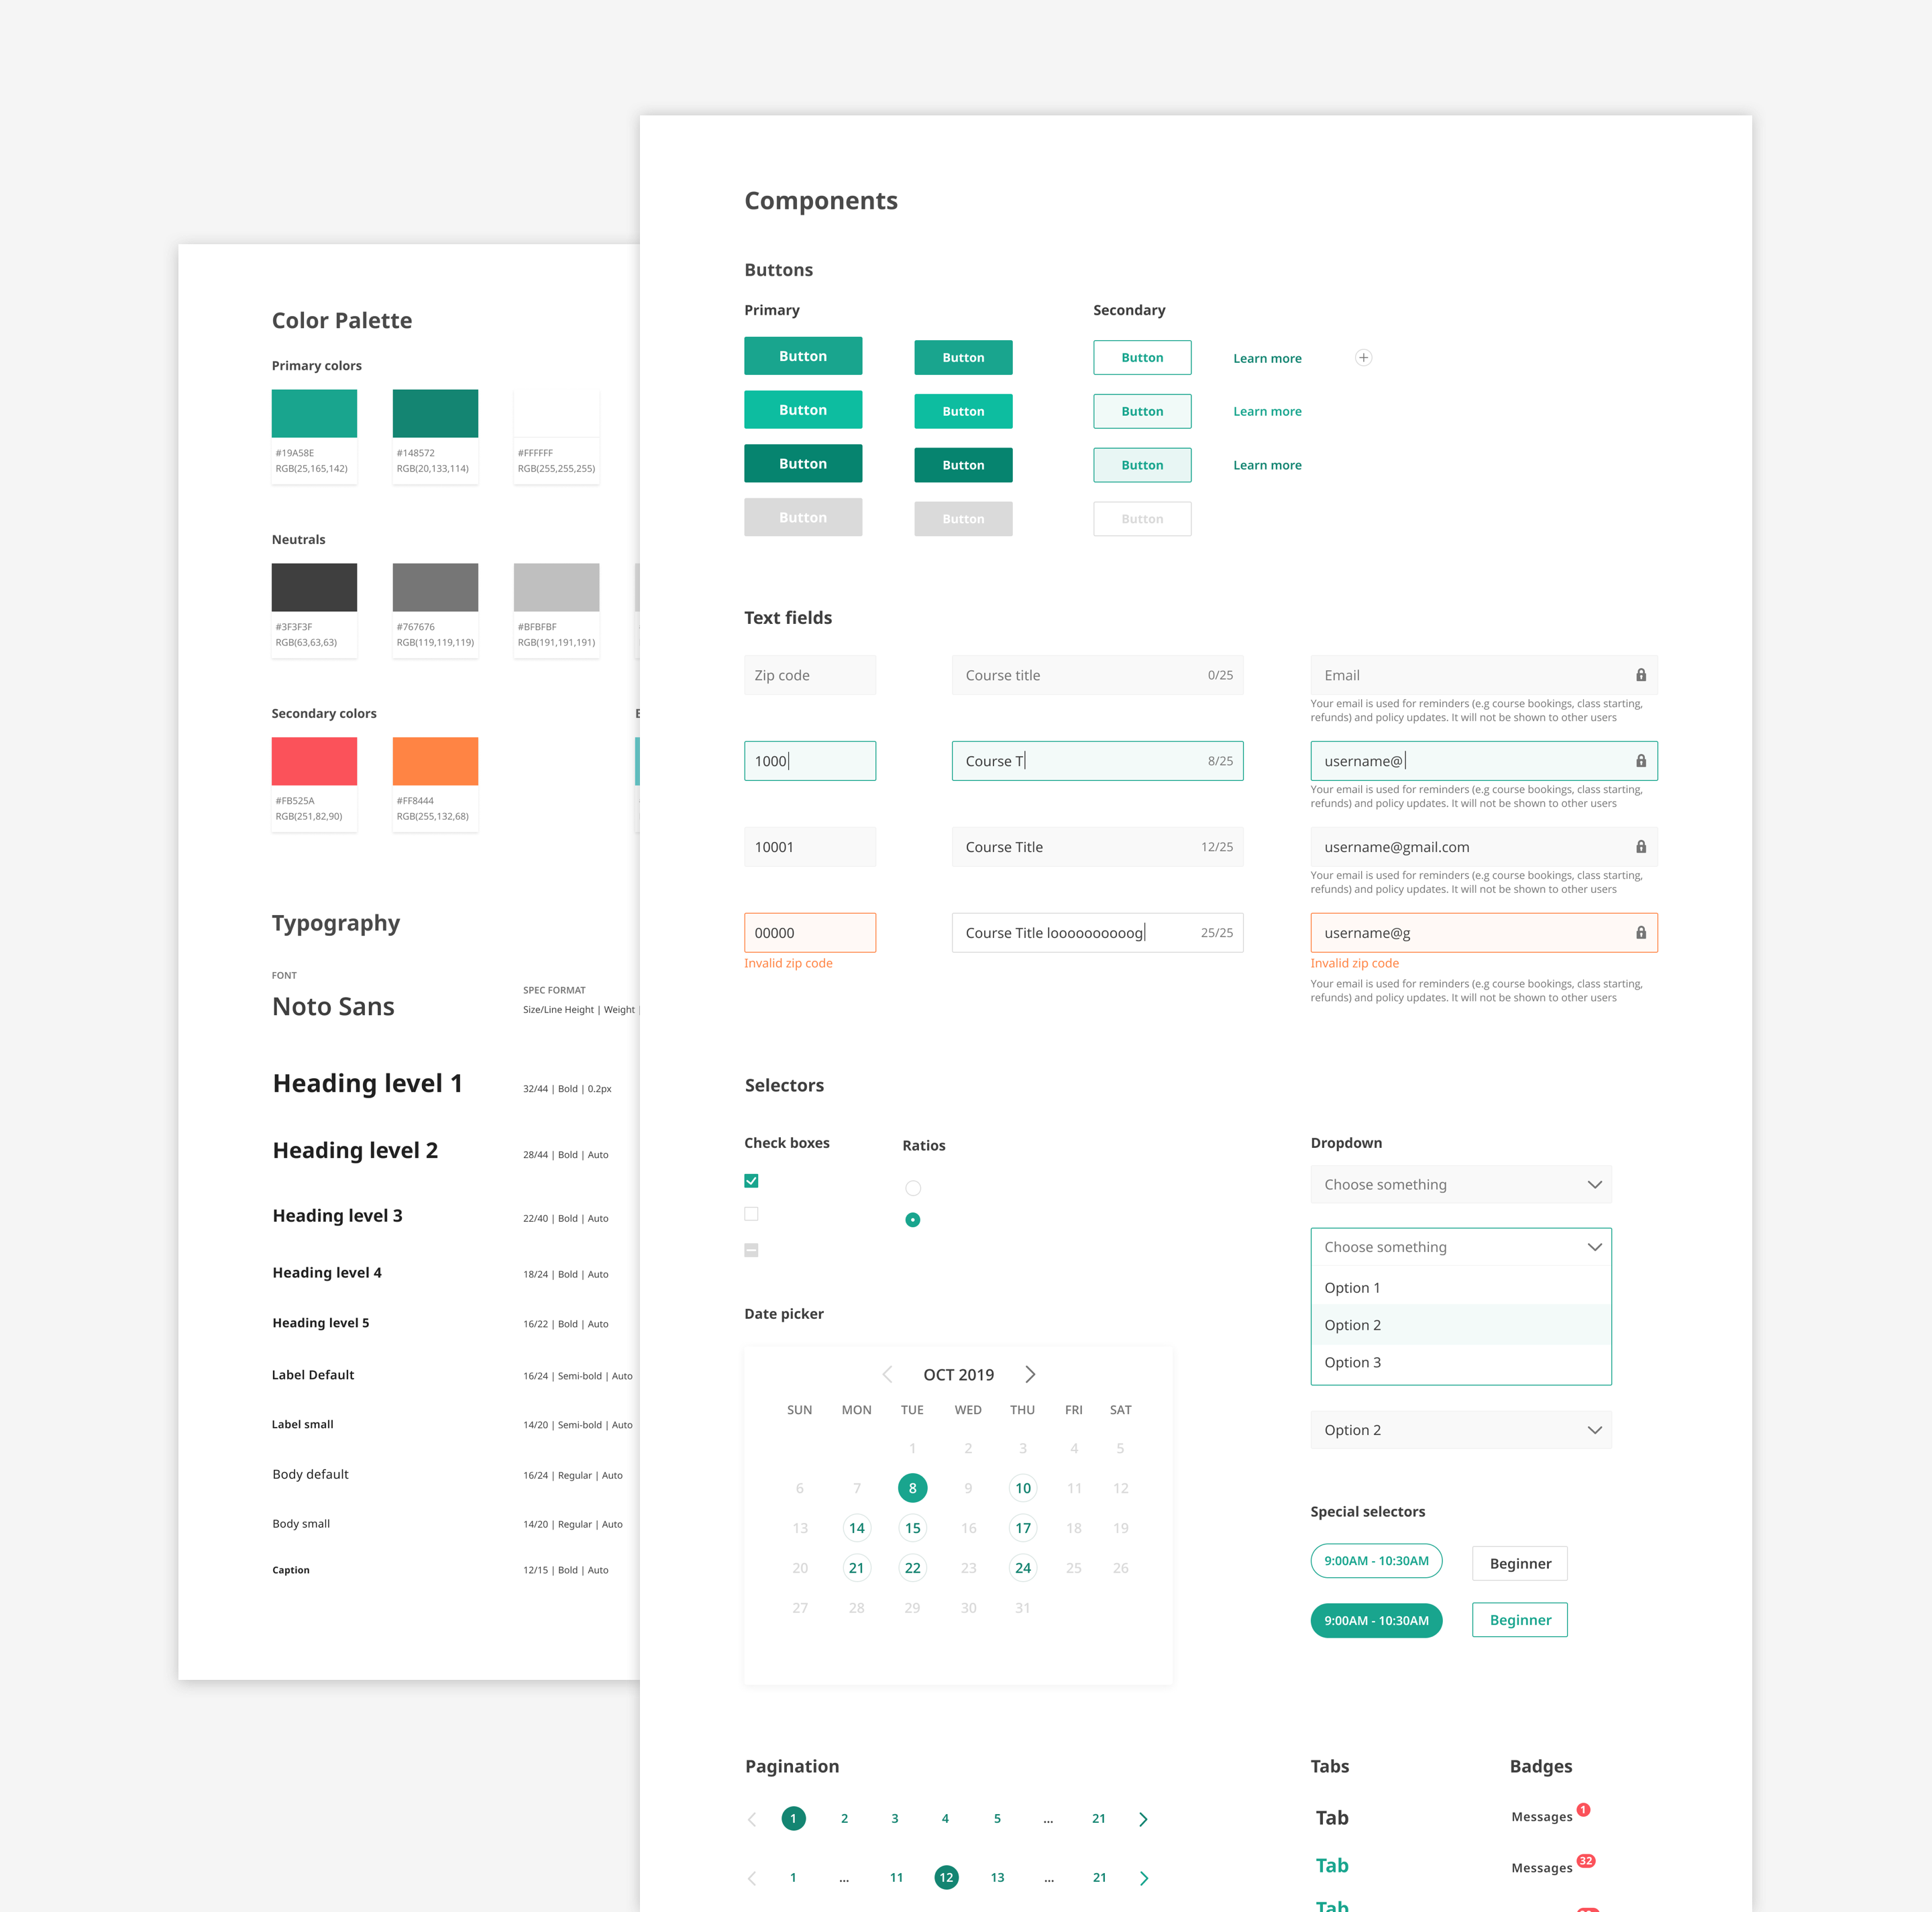 Color Palette
Primary colors
#19A58E
RGB(25,165,142)
#148572
RGB(20,133,114)
#FFFFFF
RGB(255,255,255)
Neutrals
#3F3F3F
RGB(63,63,63)
#767676
RGB(119,119,119)
#BFBFBF
RGB(191,191,191)
Secondary colors
#FB525A
RGB(251,82,90)
#FF8444
RGB(255,132,68)
Typography
FONT
Noto Sans
SPEC FORMAT
Size/Line Height | Weight |
Heading level 1
32/44 | Bold | 0.2px
Heading level 2
28/44 | Bold | Auto
Heading level 3
22/40 | Bold | Auto
Heading level 4
18/24 | Bold | Auto
Heading level 5
16/22 | Bold | Auto
Label Default
16/24 | Semi-bold | Auto
Label small
14/20 | Semi-bold | Auto
Body default
16/24 | Regular | Auto
Body small
14/20 | Regular | Auto
Caption
12/15 | Bold | Auto
Components
Buttons
Primary
Secondary
Button
Button
Button
Learn more
Button
Button
Button
Learn more
Button
Button
Button
Learn more
Button
Button
Button
Text fields
Zip code
Course title
0/25
Email
Your email is used for reminders (e.g course bookings, class starting,
refunds) and policy updates. It will not be shown to other users
1000
Course T
8/25
username@
Your email is used for reminders (e.g course bookings, class starting,
refunds) and policy updates. It will not be shown to other users
10001
Course Title
12/25
username@gmail.com
Your email is used for reminders (e.g course bookings, class starting,
refunds) and policy updates. It will not be shown to other users
00000
Invalid zip code
Course Title loooooooooog
25/25
username@g
Invalid zip code
Your email is used for reminders (e.g course bookings, class starting,
refunds) and policy updates. It will not be shown to other users
Selectors
Check boxes
Ratios
Dropdown
Choose something
Choose something
Option 1
Option 2
Option 3
Option 2
Date picker
OCT 2019
SUN MON TUE WED THU FRI SAT
1 2 3 4 5
6 7 8 9 10 11 12
13 14 15 16 17 18 19
20 21 22 23 24 25 26
27 28 29 30 31
Special selectors
9:00AM - 10:30AM
Beginner
9:00AM - 10:30AM
Beginner
Pagination
1 2 3 4 5 ... 21
1 ... 11 12 13 ... 21
Tabs
Tab
Tab
Tab
Badges
Messages 1
Messages 32